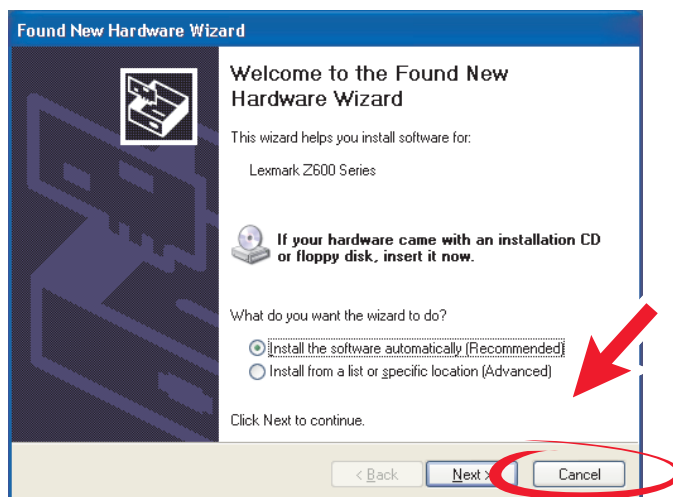 Found New Hardware Wizard
Welcome to the Found New
Hardware Wizard
This wizard helps you install software for:
Lexmark Z600 Series
If your hardware came with an installation CD
or floppy disk, insert it now.
What do you want the wizard to do?
Install the software automatically (Recommended)
Install from a list or specific location (Advanced)
Click Next to continue.
< Back Next > Cancel